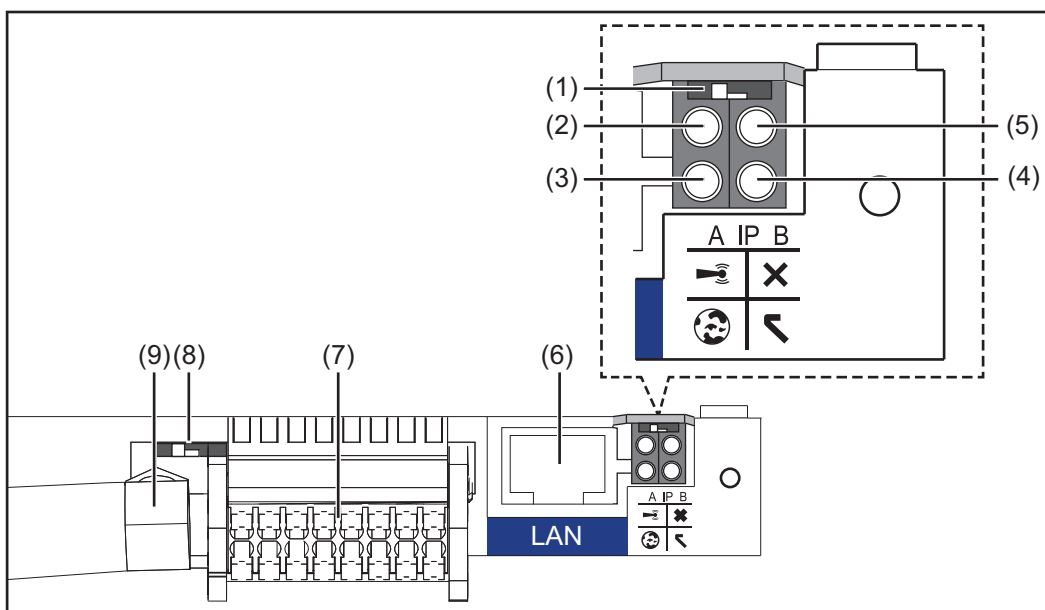 (1)
(2) (5)
(3) (4)
A IP B
(9) (8) (7) (6)
A IP B
LAN